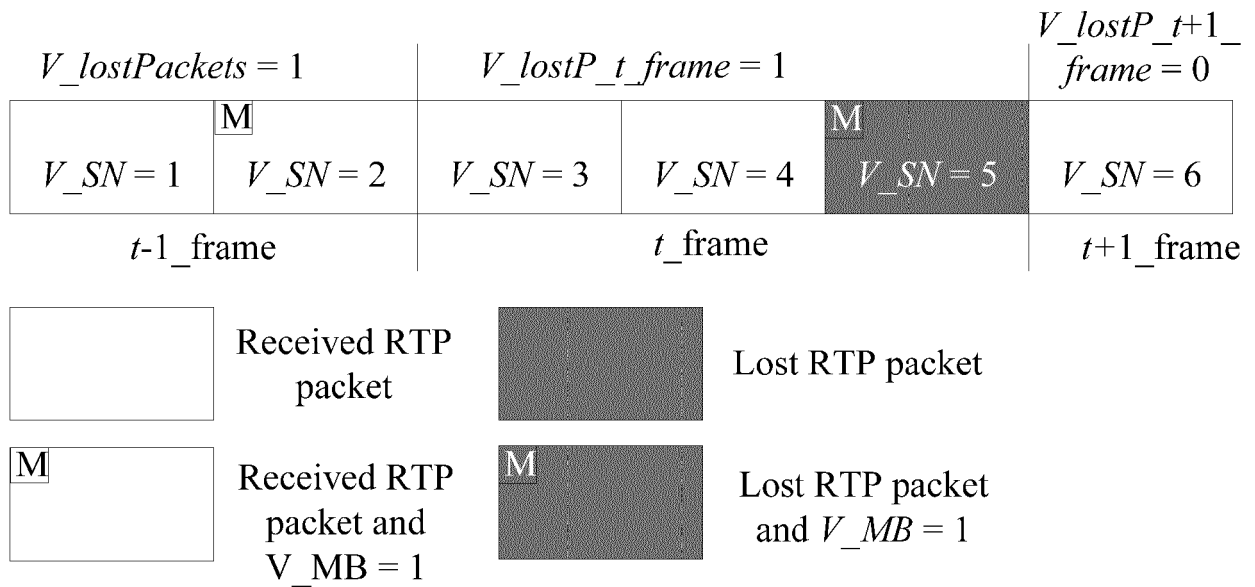 V_lostPackets = 1
V_lostP_t_frame = 1
V_lostP_t+1_
frame = 0
M
M
V_SN = 1
V_SN = 2
V_SN = 3
V_SN = 4
V_SN = 5
V_SN = 6
t-1_frame
t_frame
t+1_frame
Received RTP
packet
Lost RTP packet
M
Received RTP
packet and
V_MB = 1
M
Lost RTP packet
and V_MB = 1